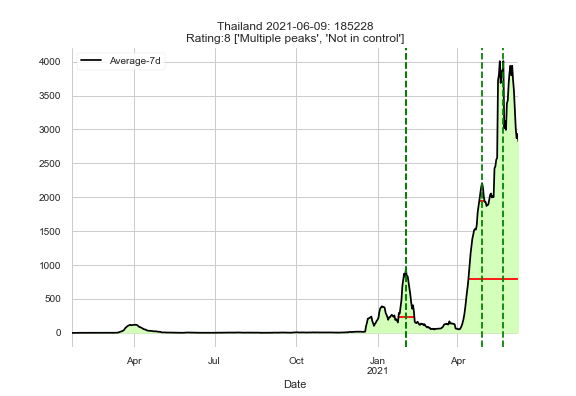 Thailand 2021-06-09: 185228
Rating:8 ['Multiple peaks', 'Not in control']
Average-7d
4000
3500
3000
2500
2000
1500
1000
500
0
Apr Jul Oct Jan Apr
2021
Date